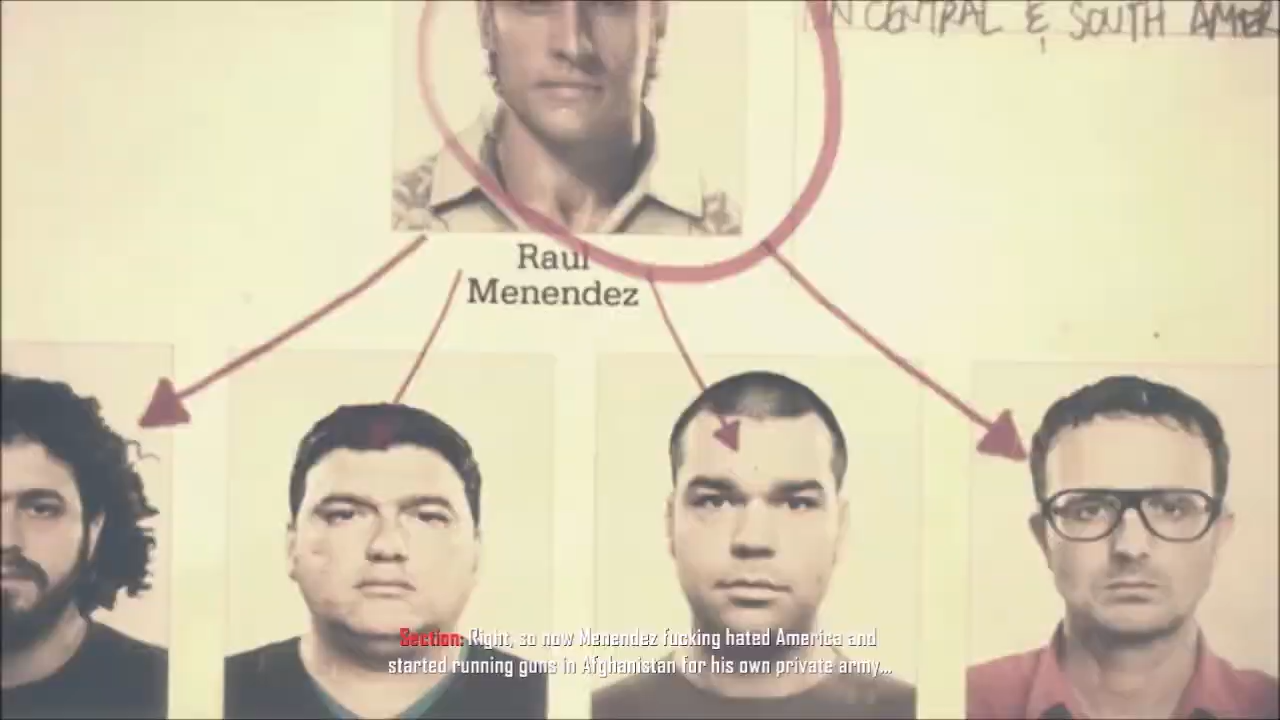 IN CENTRAL & SOUTH AMER
Raul
Menendez
Section: Right, so now Menendez fucking hated America and
started running guns in Afghanistan for his own private army...